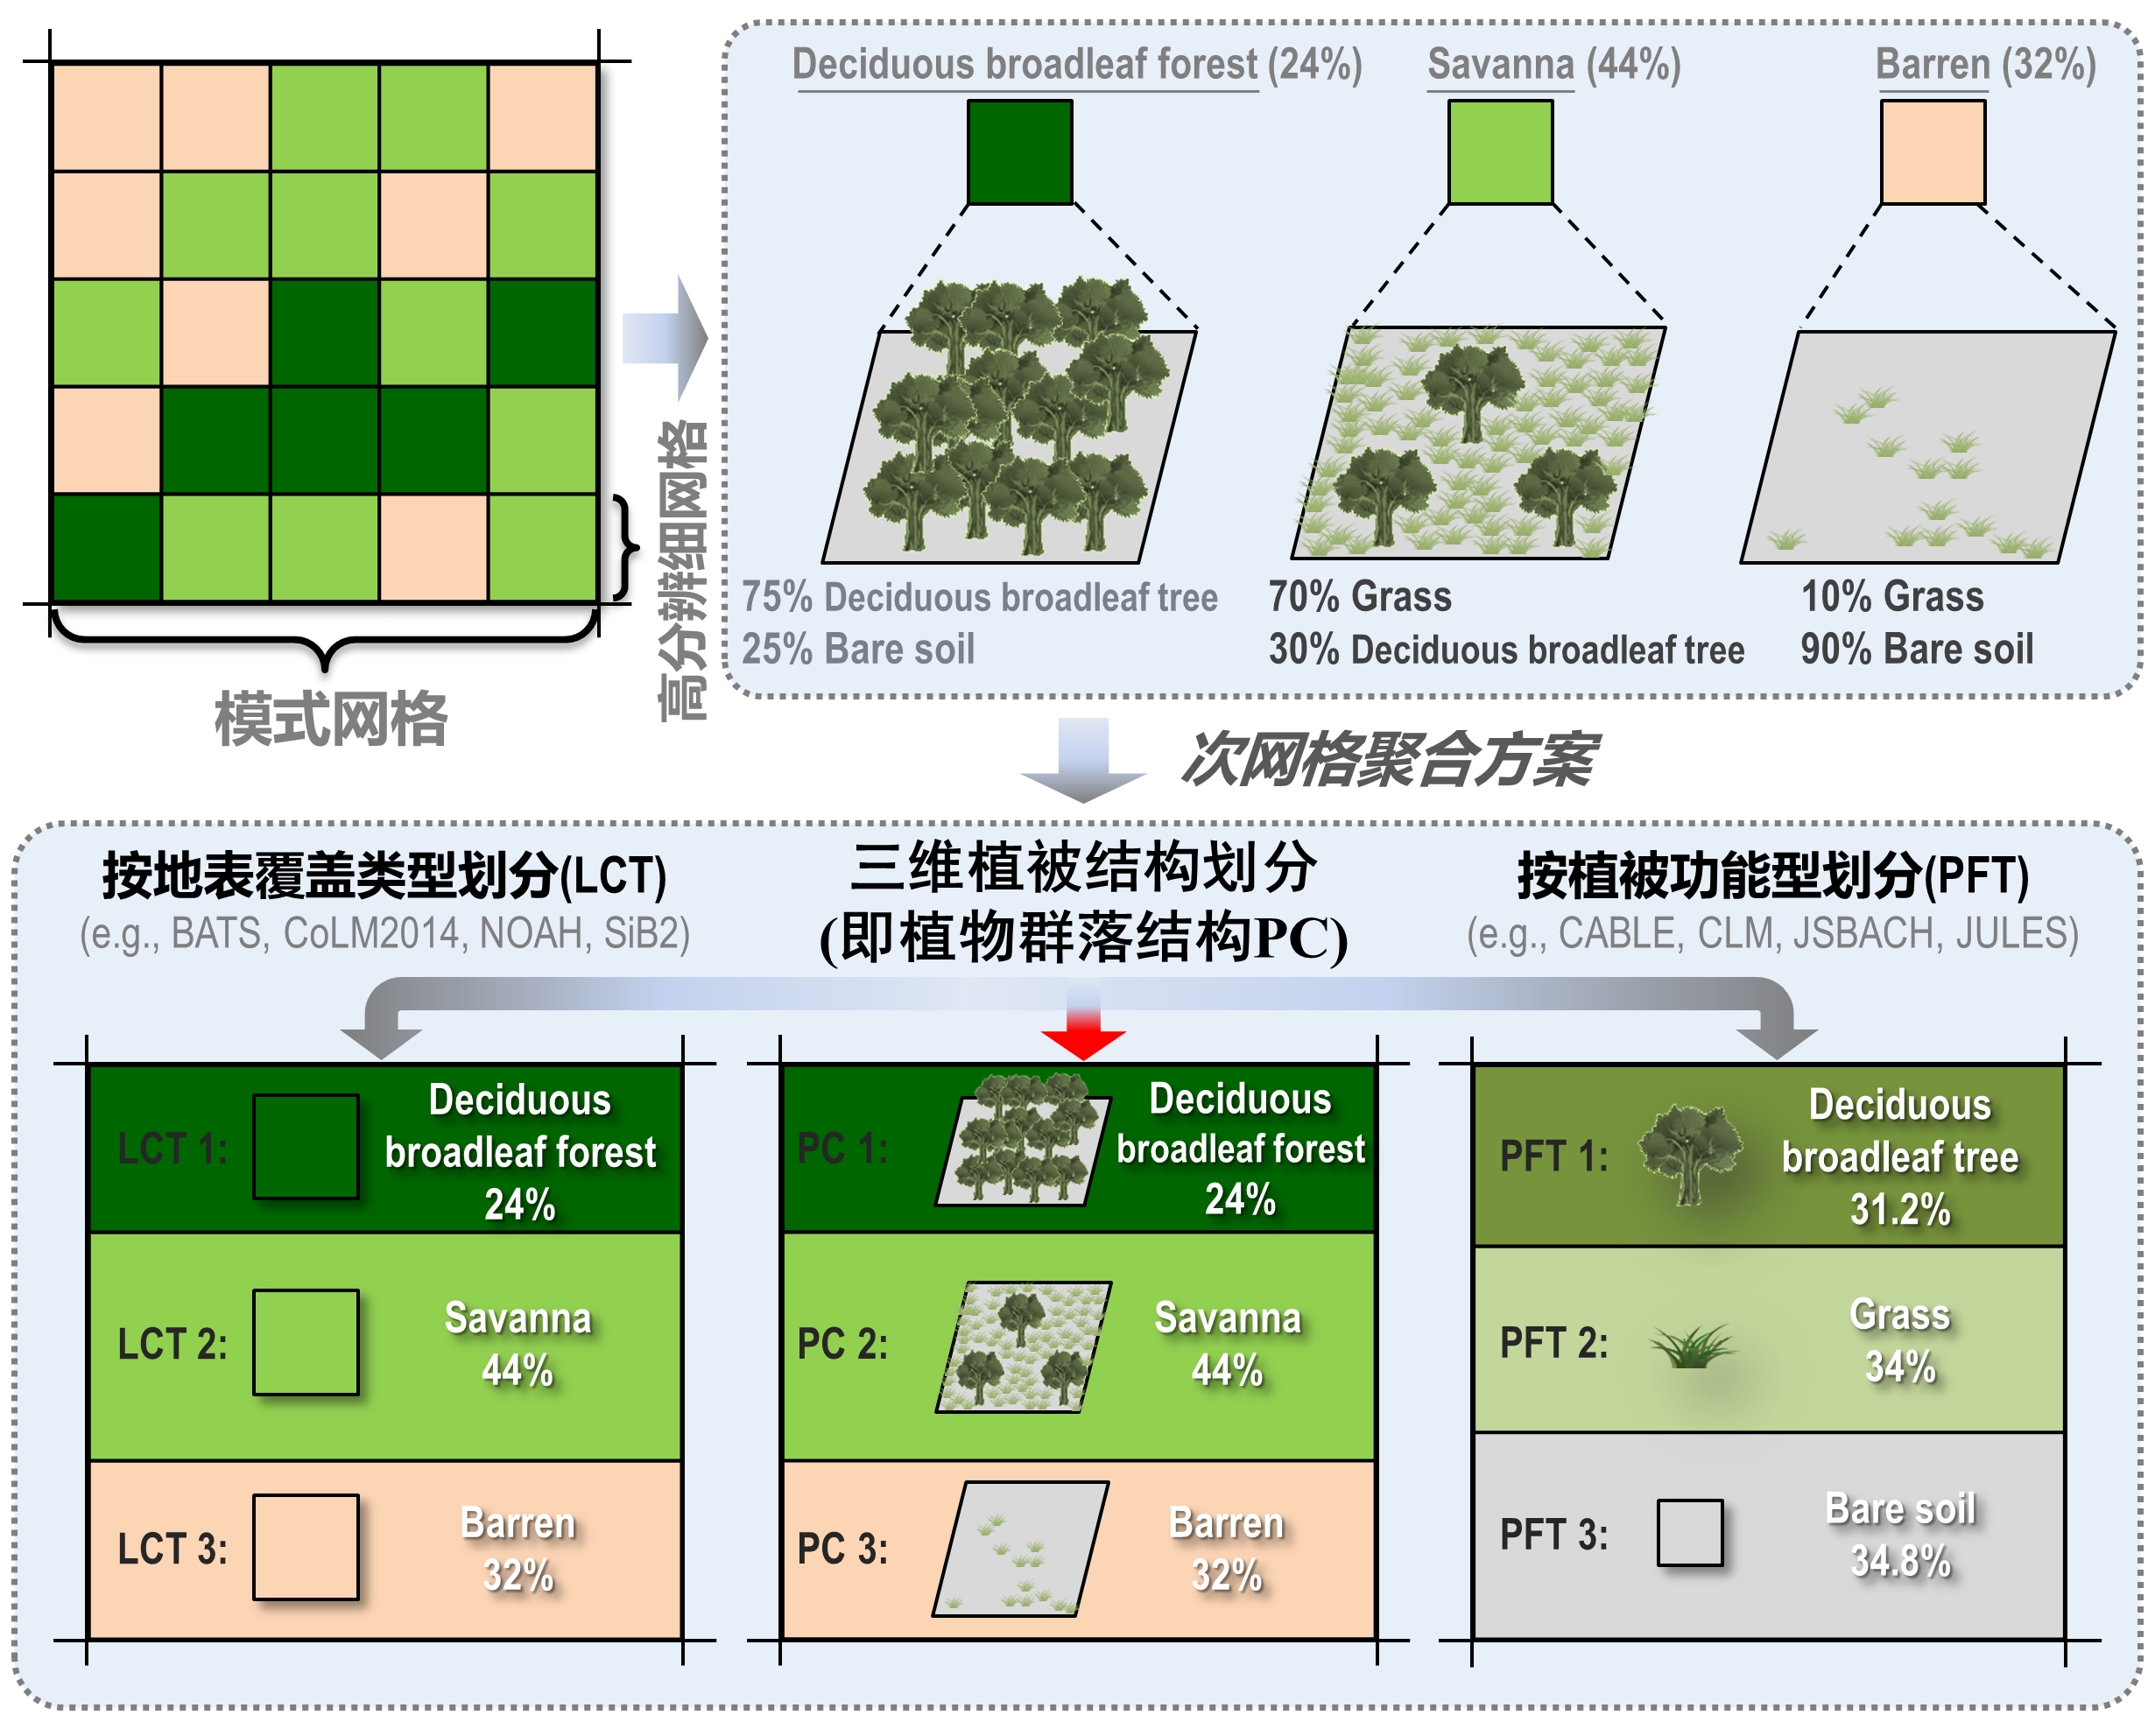 模式网格
高分辨细网格
Deciduous broadleaf forest (24%)
Savanna (44%)
Barren (32%)
75% Deciduous broadleaf tree
25% Bare soil
70% Grass
30% Deciduous broadleaf tree
10% Grass
90% Bare soil
次网格聚合方案
按地表覆盖类型划分(LCT)
(e.g., BATS, CoLM2014, NOAH, SiB2)
三维植被结构划分
(即植物群落结构PC)
按植被功能型划分(PFT)
(e.g., CABLE, CLM, JSBACH, JULES)
LCT 1:
Deciduous
broadleaf forest
24%
LCT 2:
Savanna
44%
LCT 3:
Barren
32%
PC 1:
Deciduous
broadleaf forest
24%
PC 2:
Savanna
44%
PC 3:
Barren
32%
PFT 1:
Deciduous
broadleaf tree
31.2%
PFT 2:
Grass
34%
PFT 3:
Bare soil
34.8%